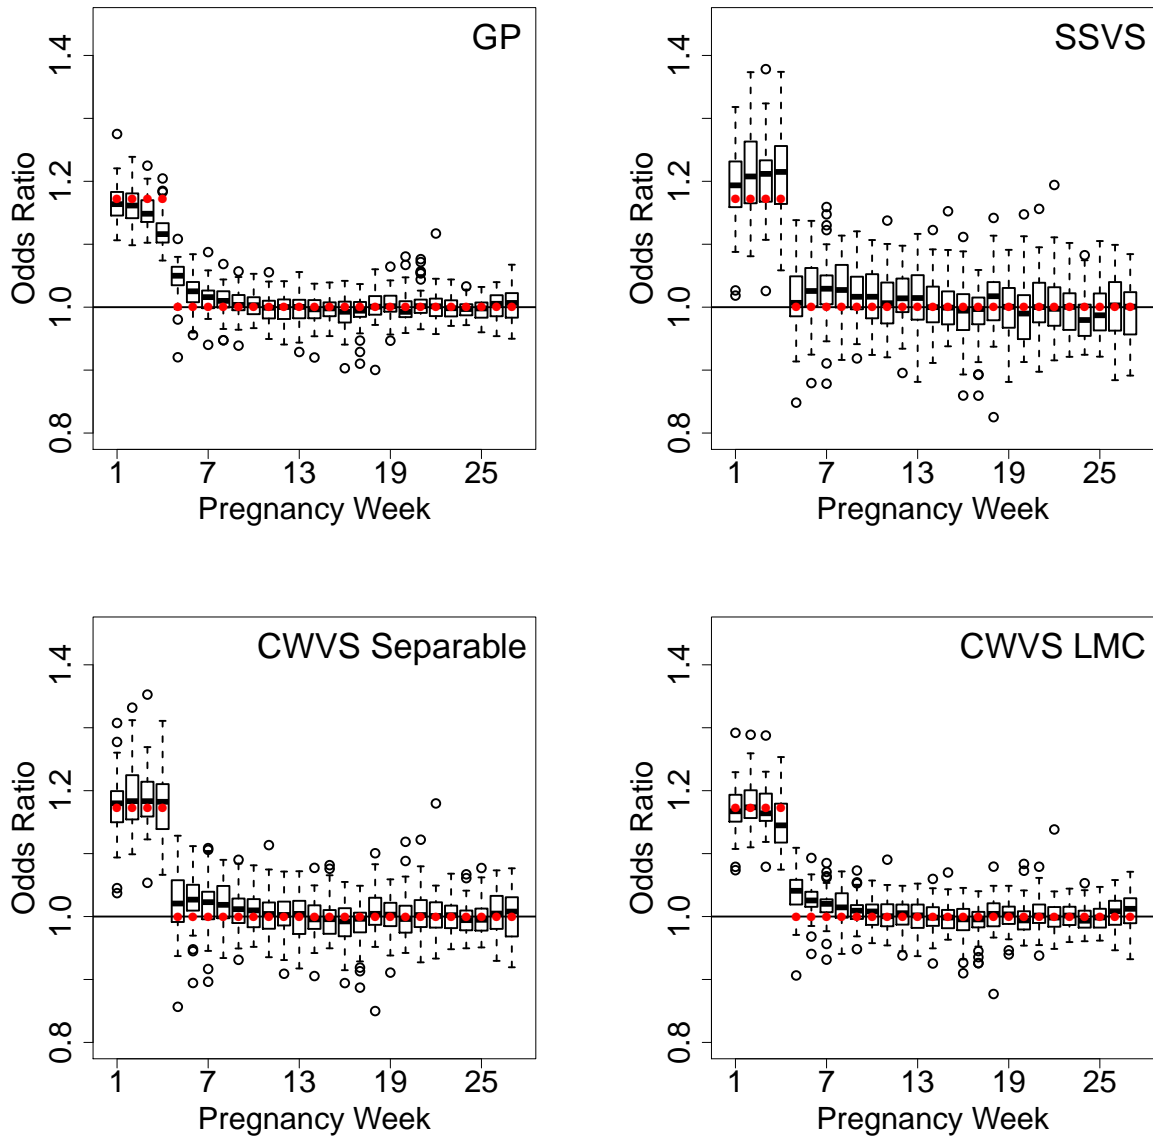 GP
Odds Ratio
1.4
1.2
1.0
0.8
1 7 13 19 25
Pregnancy Week
SSVS
Odds Ratio
1.4
1.2
1.0
0.8
1 7 13 19 25
Pregnancy Week
CWVS Separable
Odds Ratio
1.4
1.2
1.0
0.8
1 7 13 19 25
Pregnancy Week
CWVS LMC
Odds Ratio
1.4
1.2
1.0
0.8
1 7 13 19 25
Pregnancy Week